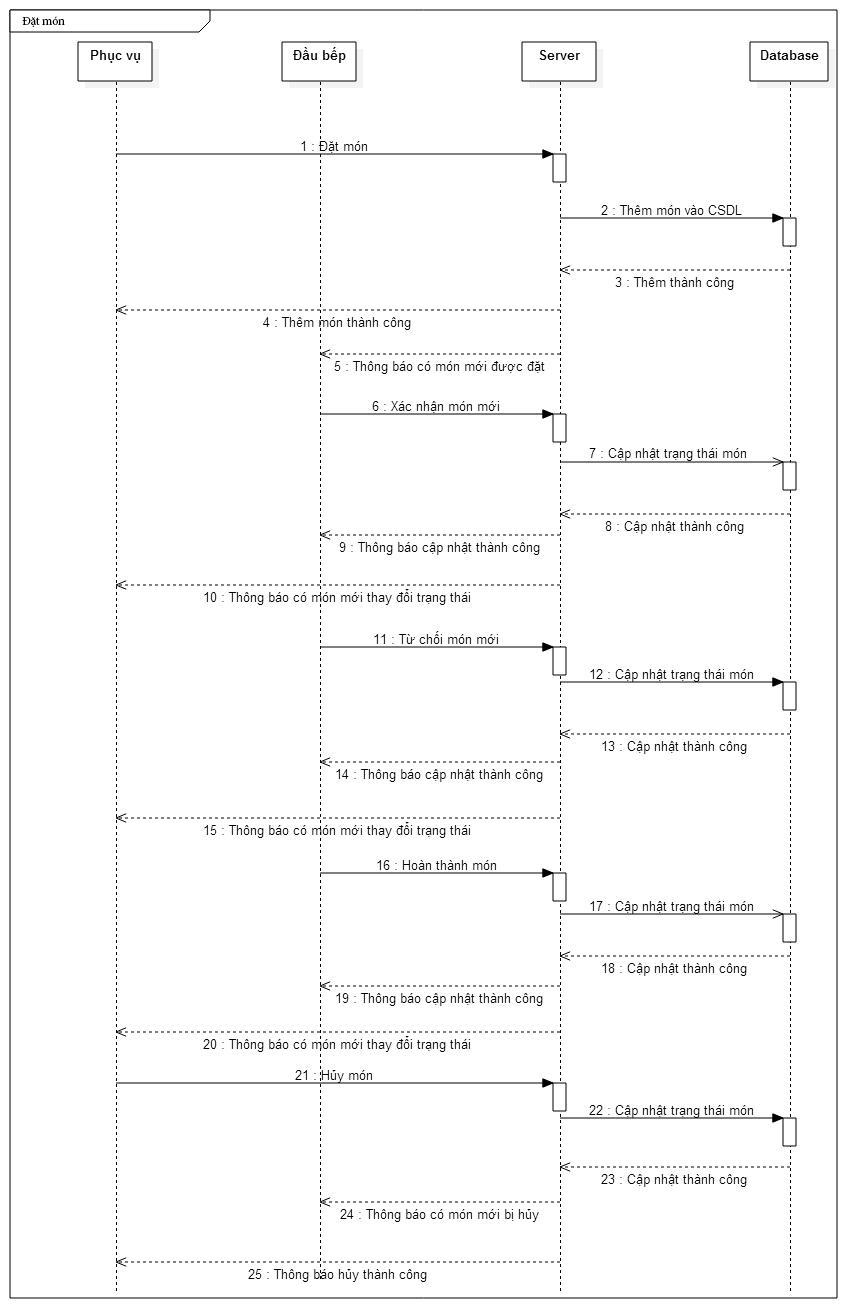 Đặt món
Phục vụ
Đầu bếp
Server
Database
1 : Đặt món
2 : Thêm món vào CSDL
3 : Thêm thành công
4 : Thêm món thành công
5 : Thông báo có món mới được đặt
6 : Xác nhận món mới
7 : Cập nhật trạng thái món
8 : Cập nhật thành công
9 : Thông báo cập nhật thành công
10 : Thông báo có món mới thay đổi trạng thái
11 : Từ chối món mới
12 : Cập nhật trạng thái món
13 : Cập nhật thành công
14 : Thông báo cập nhật thành công
15 : Thông báo có món mới thay đổi trạng thái
16 : Hoàn thành món
17 : Cập nhật trạng thái món
18 : Cập nhật thành công
19 : Thông báo cập nhật thành công
20 : Thông báo có món mới thay đổi trạng thái
21 : Hủy món
22 : Cập nhật trạng thái món
23 : Cập nhật thành công
24 : Thông báo có món mới bị hủy
25 : Thông báo hủy thành công